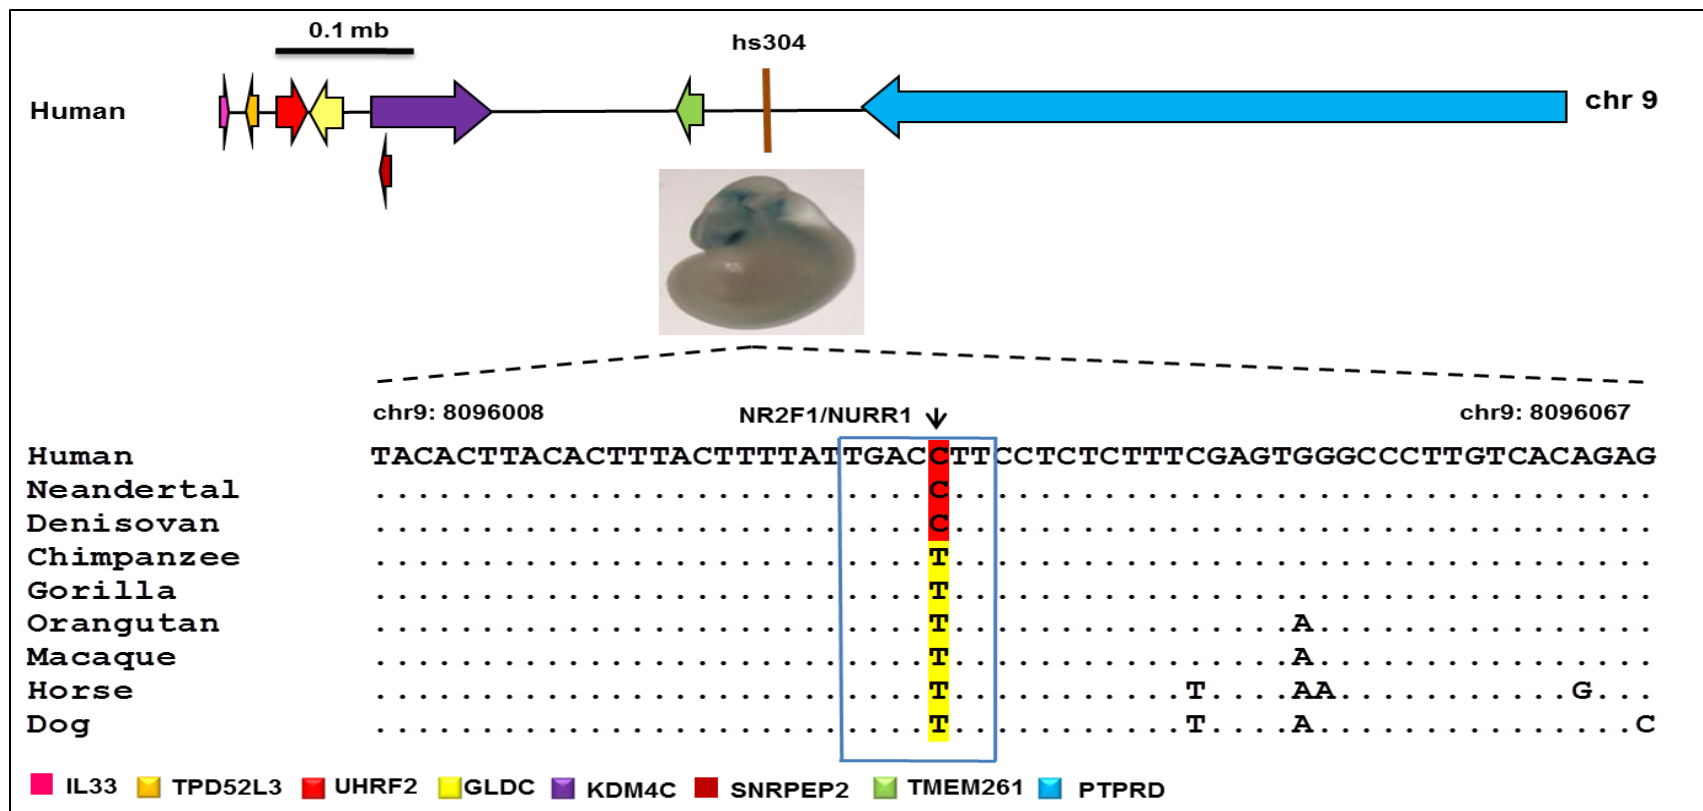 0.1 mb
hs304
Human
chr 9
chr9: 8096008
NR2F1/NURR1
chr9: 8096067
Human TACACTTACACTTTACTTTTATTGACCTTCCTCTCTTTCGAGTGGGCCCTTGTCACAGAG
Neandertal ..........................C.................................
Denisovan ..........................C.................................
Chimpanzee ..........................T.................................
Gorilla ..........................T.................................
Orangutan ..........................T................A................
Macaque ..........................T................A................
Horse ..........................T...........T....AA...........G...
Dog ..........................T...........T....A...............C
IL33 TPD52L3 UHRF2 GLDC KDM4C SNRPEP2 TMEM261 PTPRD